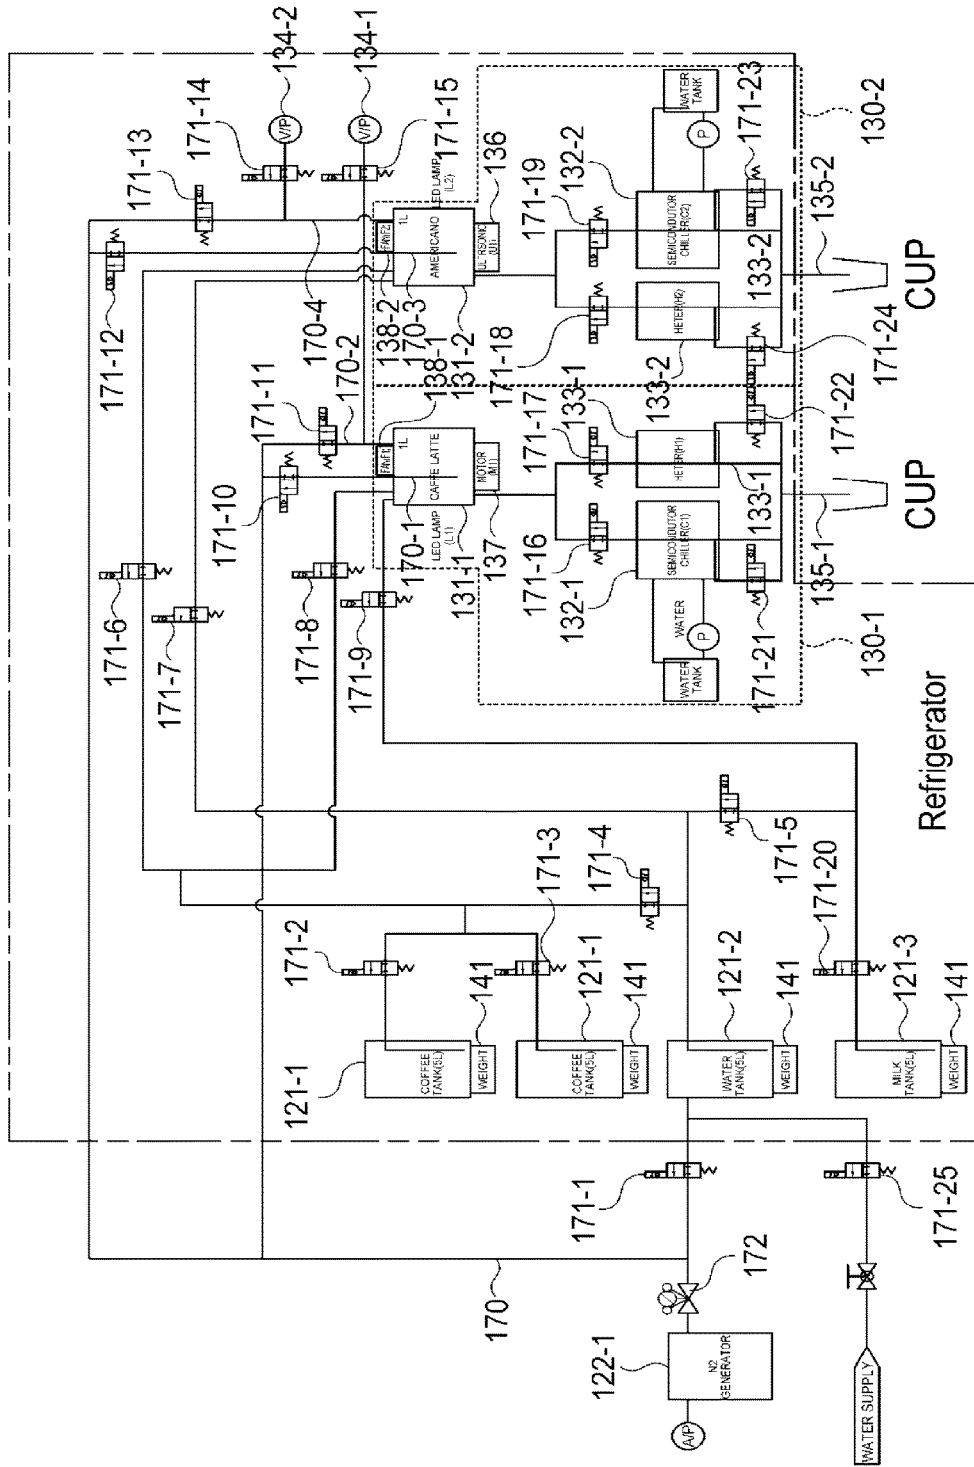 170
171-6
171-12
171-7
171-13
171-10
171-11
171-14
134-2
V/P
121-1
171-2
171-8
170-2
170-4
171-9
134-1
V/P
171-15
FAN(F1)
138-1
138-2
FAN(F2)
1L
1L
COFFEE
TANK(5L)
WEIGHT
141
170-1
CAFFE LATTE
170-3
AMERICANO
LED LAMP
(L1)
LED LAMP
(L2)
131-1
131-2
MOTOR
(M1)
137
ULTRSONIC
(U1)
136
171-3
121-1
COFFEE
TANK(5L)
WEIGHT
141
171-16
171-17
171-18
171-19
132-1
133-1
132-2
122-1
171-1
171-4
N2
GENERATOR
A/P
172
121-2
WATER
TANK(5L)
WEIGHT
141
WATER
TANK
WATER
P
SEMICONDUTOR
CHILLER(C1)
HETER(H1)
HETER(H2)
133-2
SEMICONDUTOR
CHILLER(C2)
P
WATER
TANK
171-5
171-21
133-1
171-22
171-24
133-2
171-23
171-20
130-1
135-1
135-2
130-2
WATER SUPPLY
171-25
121-3
MILK
TANK(5L)
WEIGHT
141
Refrigerator
CUP
CUP